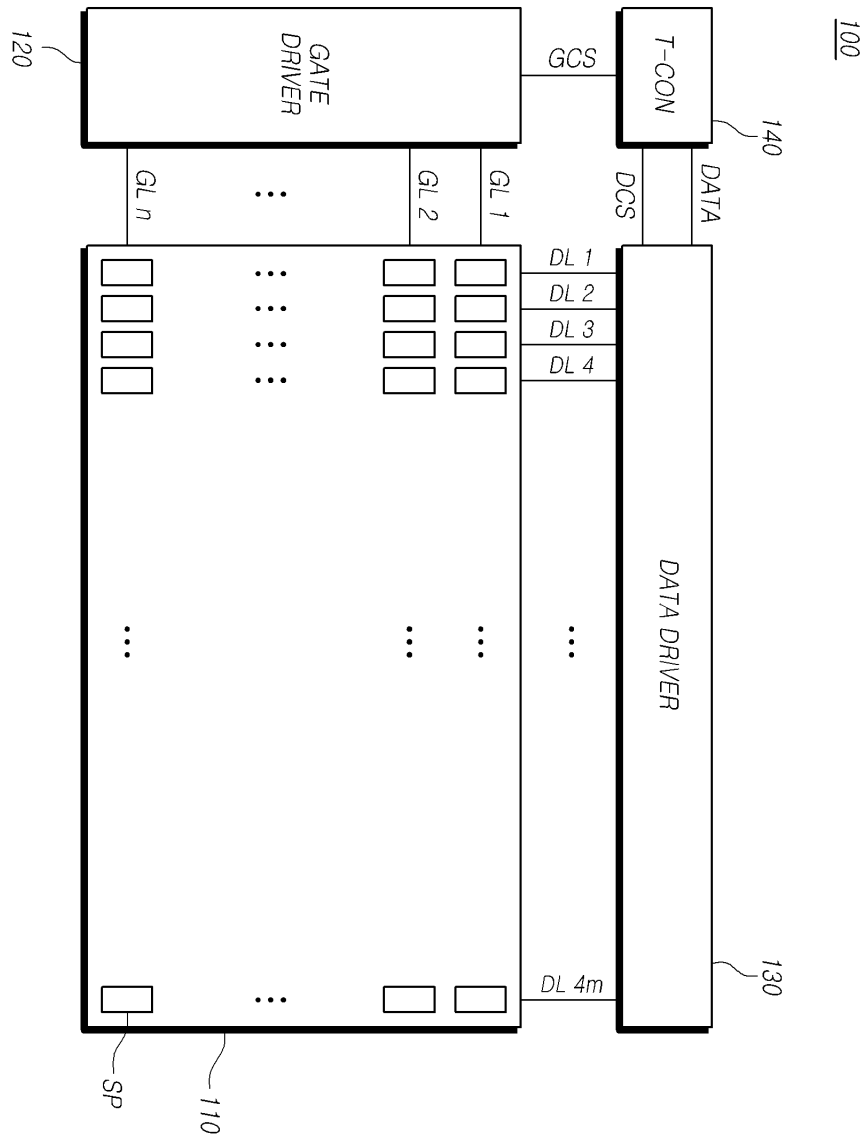 100
T-CON
140
DATA
DCS
GCS
GATE
DRIVER
120
GL 1
GL 2
GL n
DATA DRIVER
130
DL 1
DL 2
DL 3
DL 4
DL 4m
SP
110